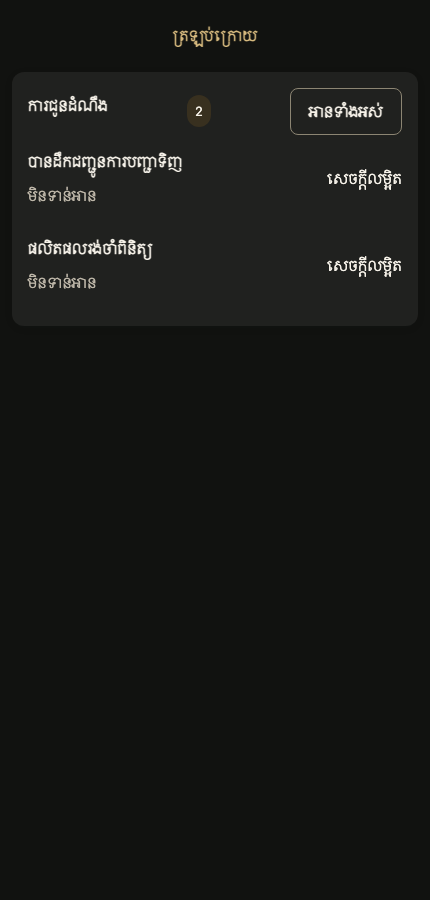 ត្រឡប់ក្រោយ
ការជូនដំណឹង
2
អានទាំងអស់
បានដឹកជញ្ជូនការបញ្ជាទិញ
មិនទាន់អាន
សេចក្ដីលម្អិត
ផលិតផលរង់ចាំពិនិត្យ
មិនទាន់អាន
សេចក្ដីលម្អិត